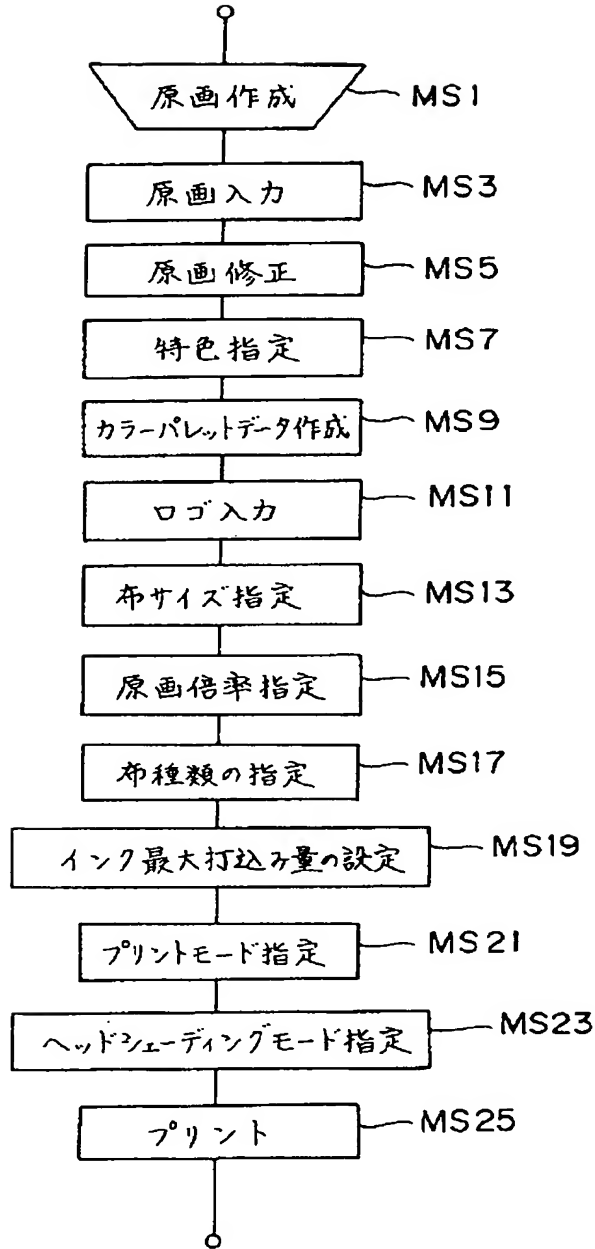 原画作成 MS1
原画入力 MS3
原画修正 MS5
特色指定 MS7
カラーパレットデータ作成 MS9
ロゴ入力 MS11
布サイズ指定 MS13
原画倍率指定 MS15
布種類の指定 MS17
インク最大打込み量の設定 MS19
プリントモード指定 MS21
ヘッドシェーディングモード指定 MS23
プリント MS25